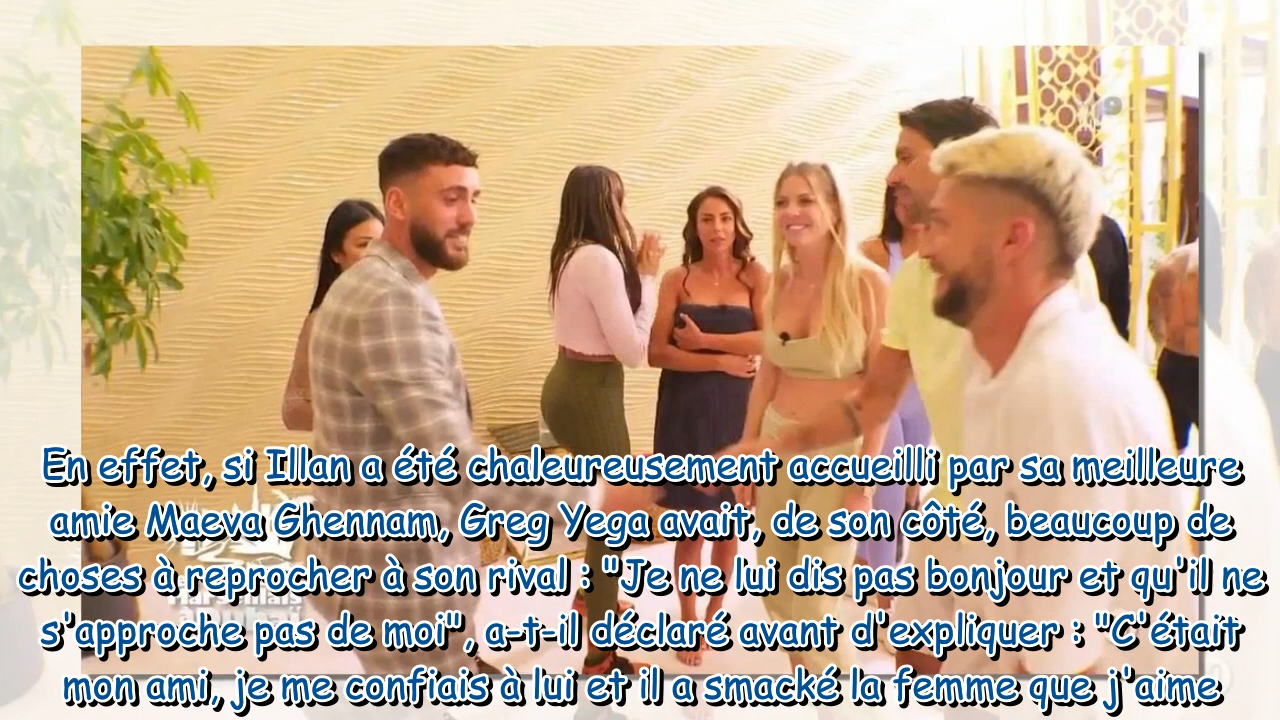 En effet, si Illan a été chaleureusement accueilli par sa meilleure
amie Maeva Ghennam, Greg Yega avait, de son côté, beaucoup de
choses à reprocher à son rival : "Je ne lui dis pas bonjour et qu'il ne
s'approche pas de moi", a-t-il déclaré avant d'expliquer : "C'était
mon ami, je me confiais à lui et il a smacké la femme que j'aime